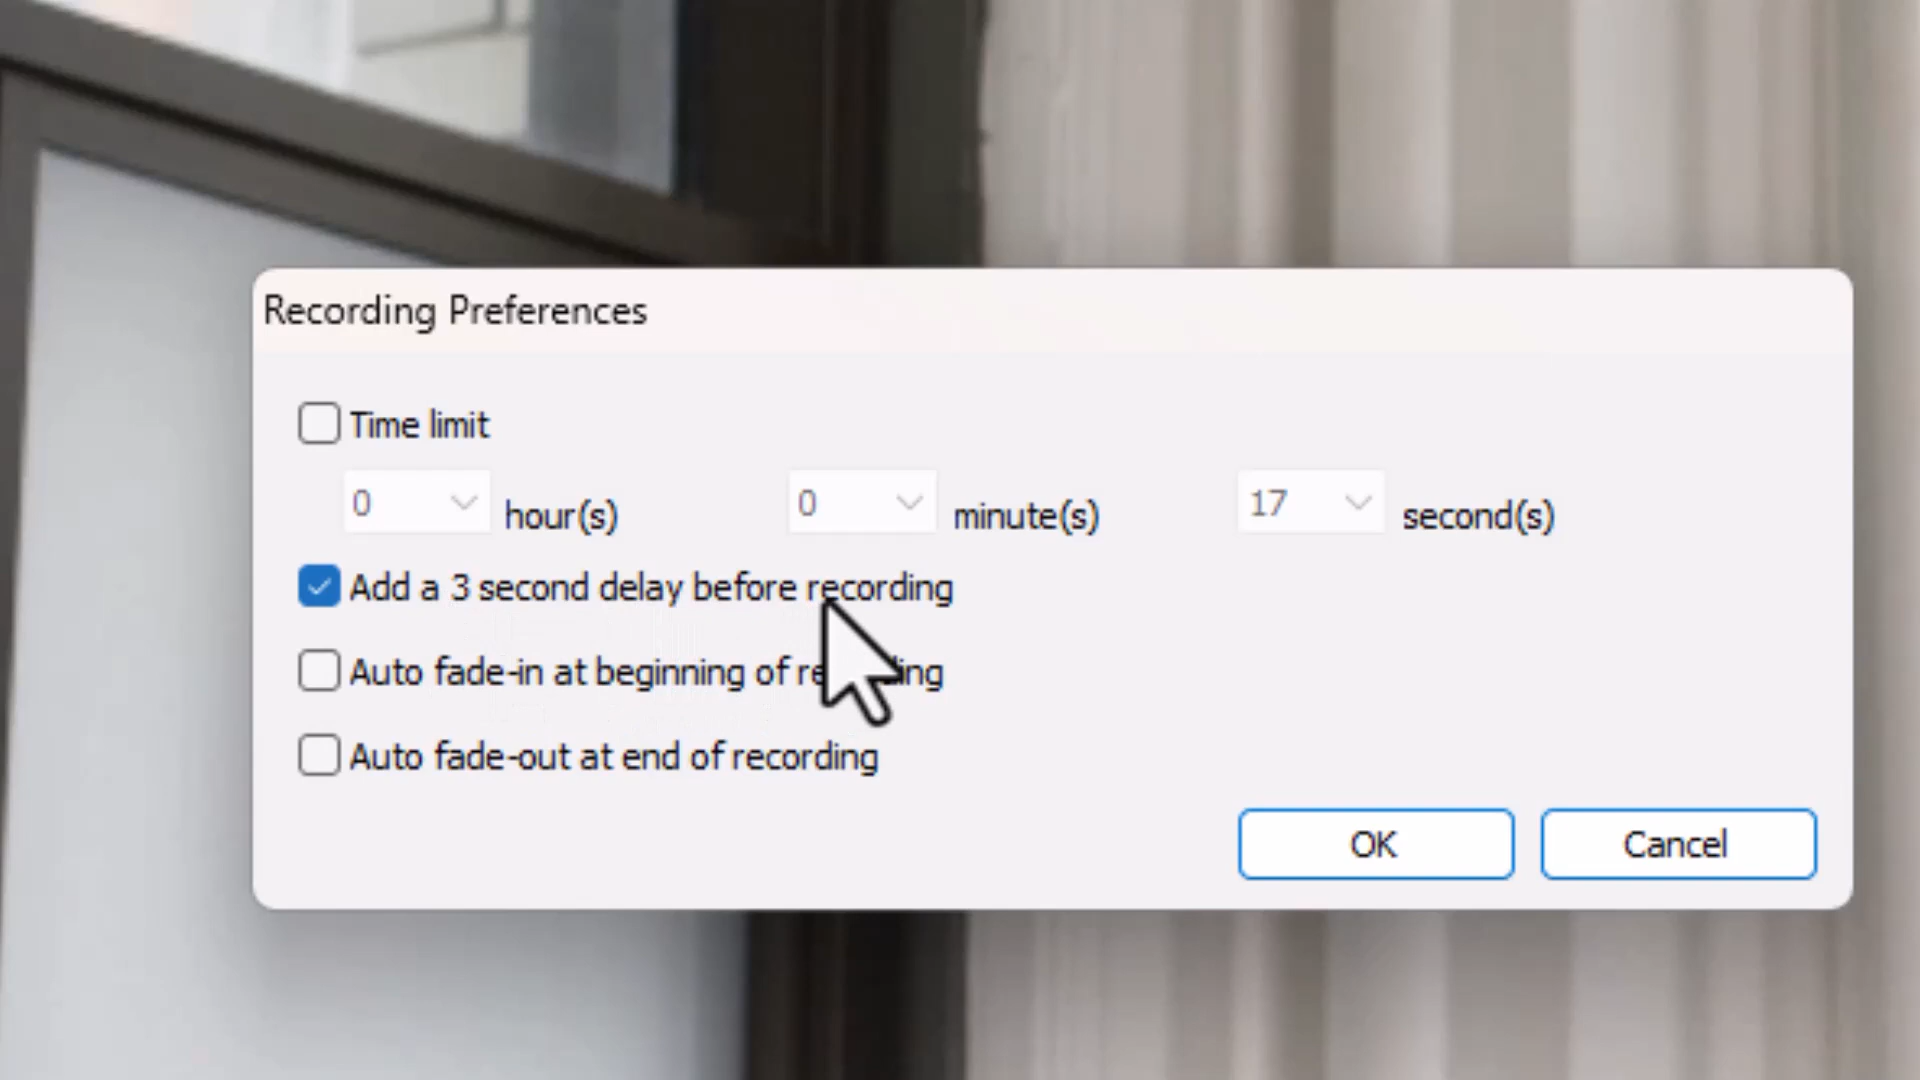 Recording Preferences
Time limit
0 hour(s) 0 minute(s) 17 second(s)
Add a 3 second delay before recording
Auto fade-in at beginning of
Auto fade-out at end of recording
OK Cancel